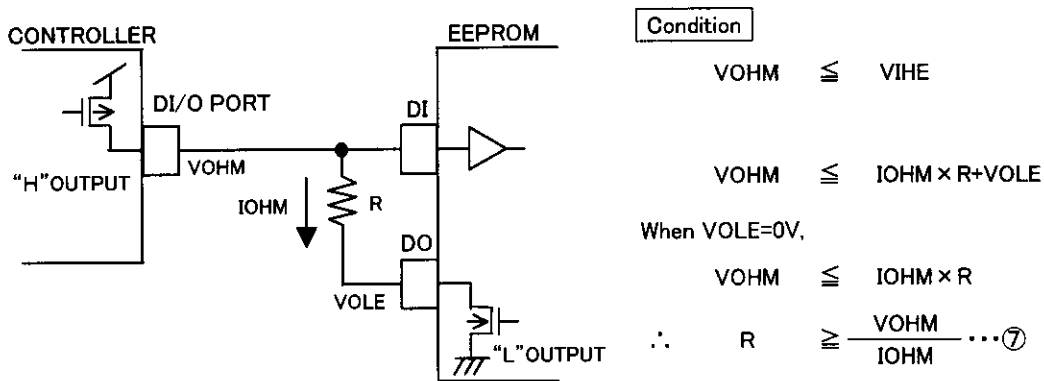 CONTROLLER
DI/O PORT
"H"OUTPUT
VOHM
IOHM
R
EEPROM
DI
DO
VOLE
"L"OUTPUT
Condition
VOHM ≦ VIHE
VOHM ≦ IOHM×R+VOLE
When VOLE=0V,
VOHM ≦ IOHM×R
∴ R ≧ VOHM/IOHM ···⑦